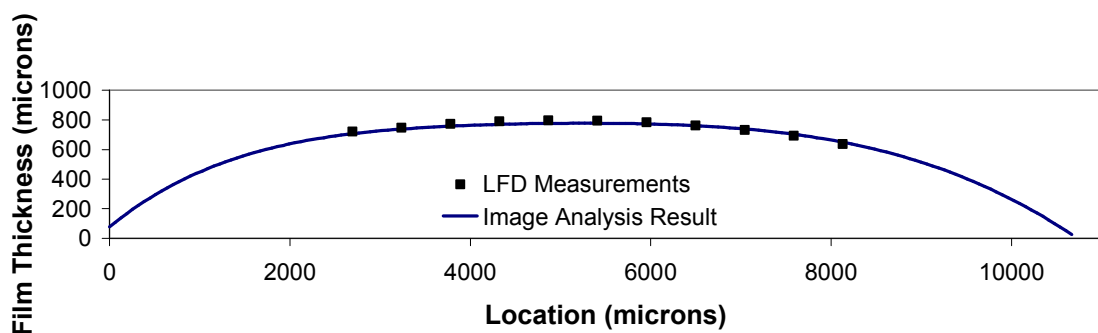 Film Thickness (microns)
1000
800
600
400
200
0
LFD Measurements
Image Analysis Result
0 2000 4000 6000 8000 10000
Location (microns)